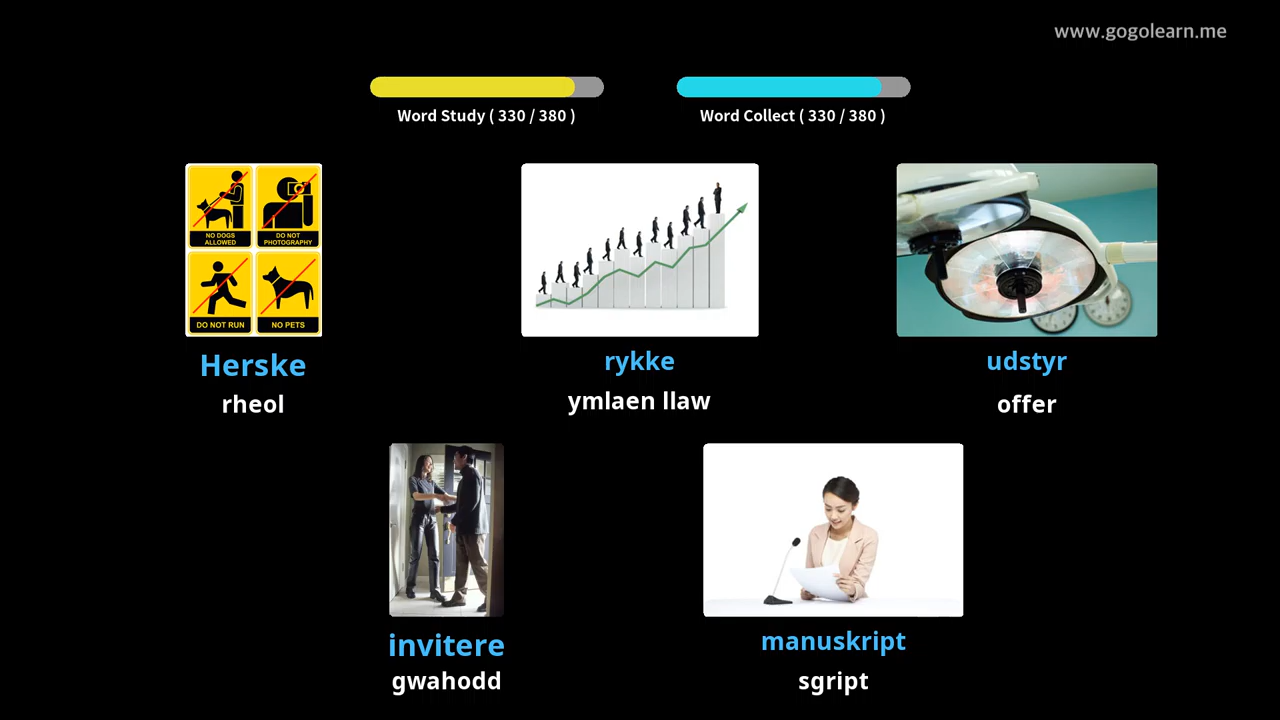 www.gogolearn.me
Word Study ( 330 / 380 )
Word Collect ( 330 / 380 )
NO DOGS
ALLOWED
DO NOT
PHOTOGRAPHY
DO NOT RUN
NO PETS
Herske
rheol
rykke
ymlaen llaw
udstyr
offer
invitere
gwahodd
manuskript
sgript